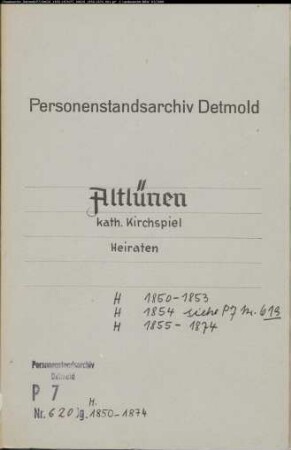 Personenstandsarchiv Detmold
Altlünen
kath. Kirchspiel
Heiraten
H 1850-1853
H 1854 siehe P7 Nr. 619
H 1855-1874
Personenstandsarchiv
Detmold
P 7
H.
Nr. 620 Jg. 1850-1874